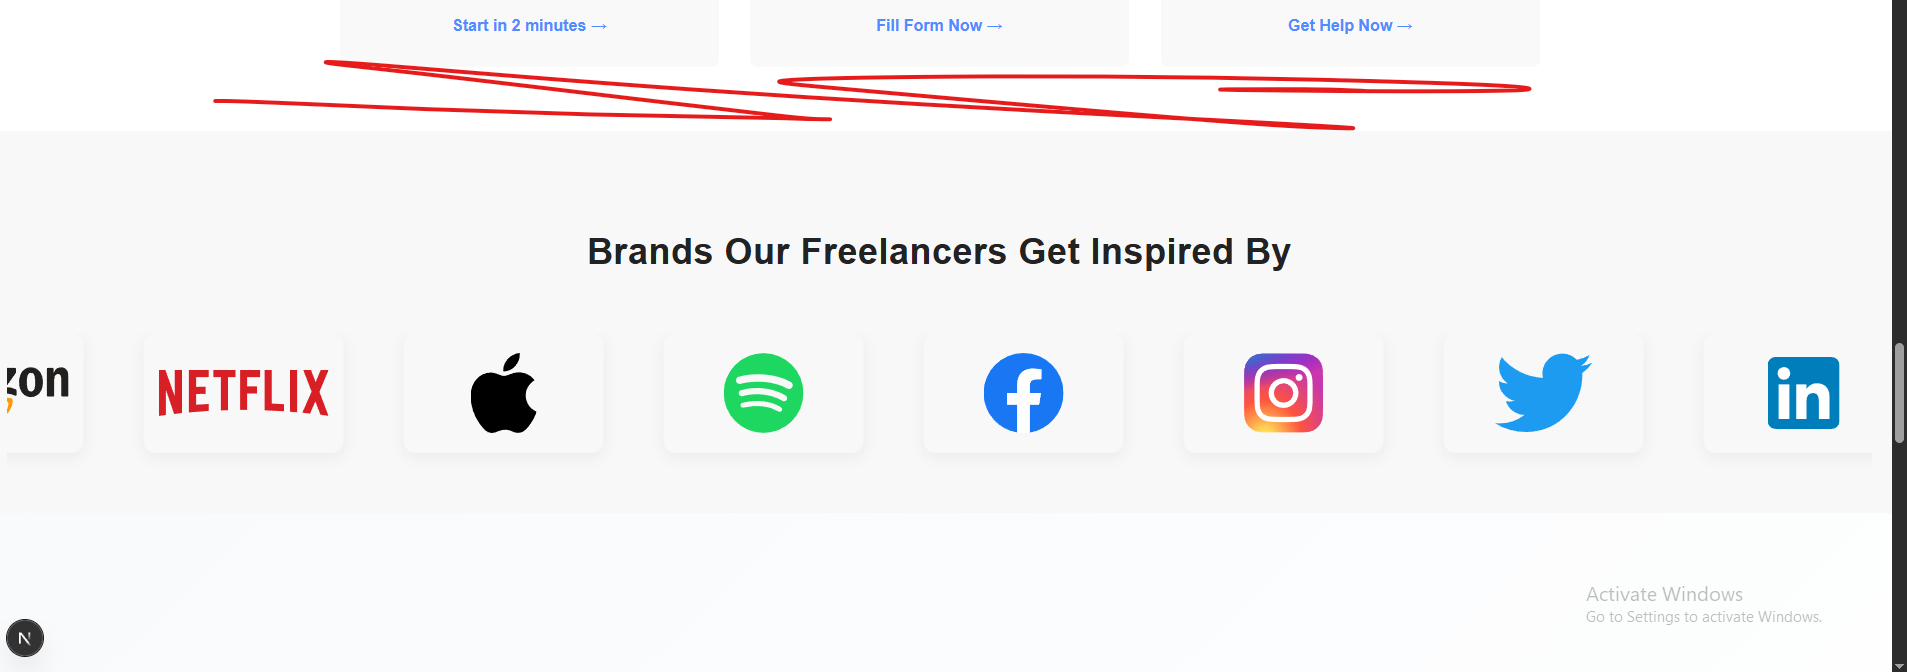 Start in 2 minutes →
Fill Form Now →
Get Help Now →
Brands Our Freelancers Get Inspired By
zon
NETFLIX
in
Activate Windows
Go to Settings to activate Windows.
N